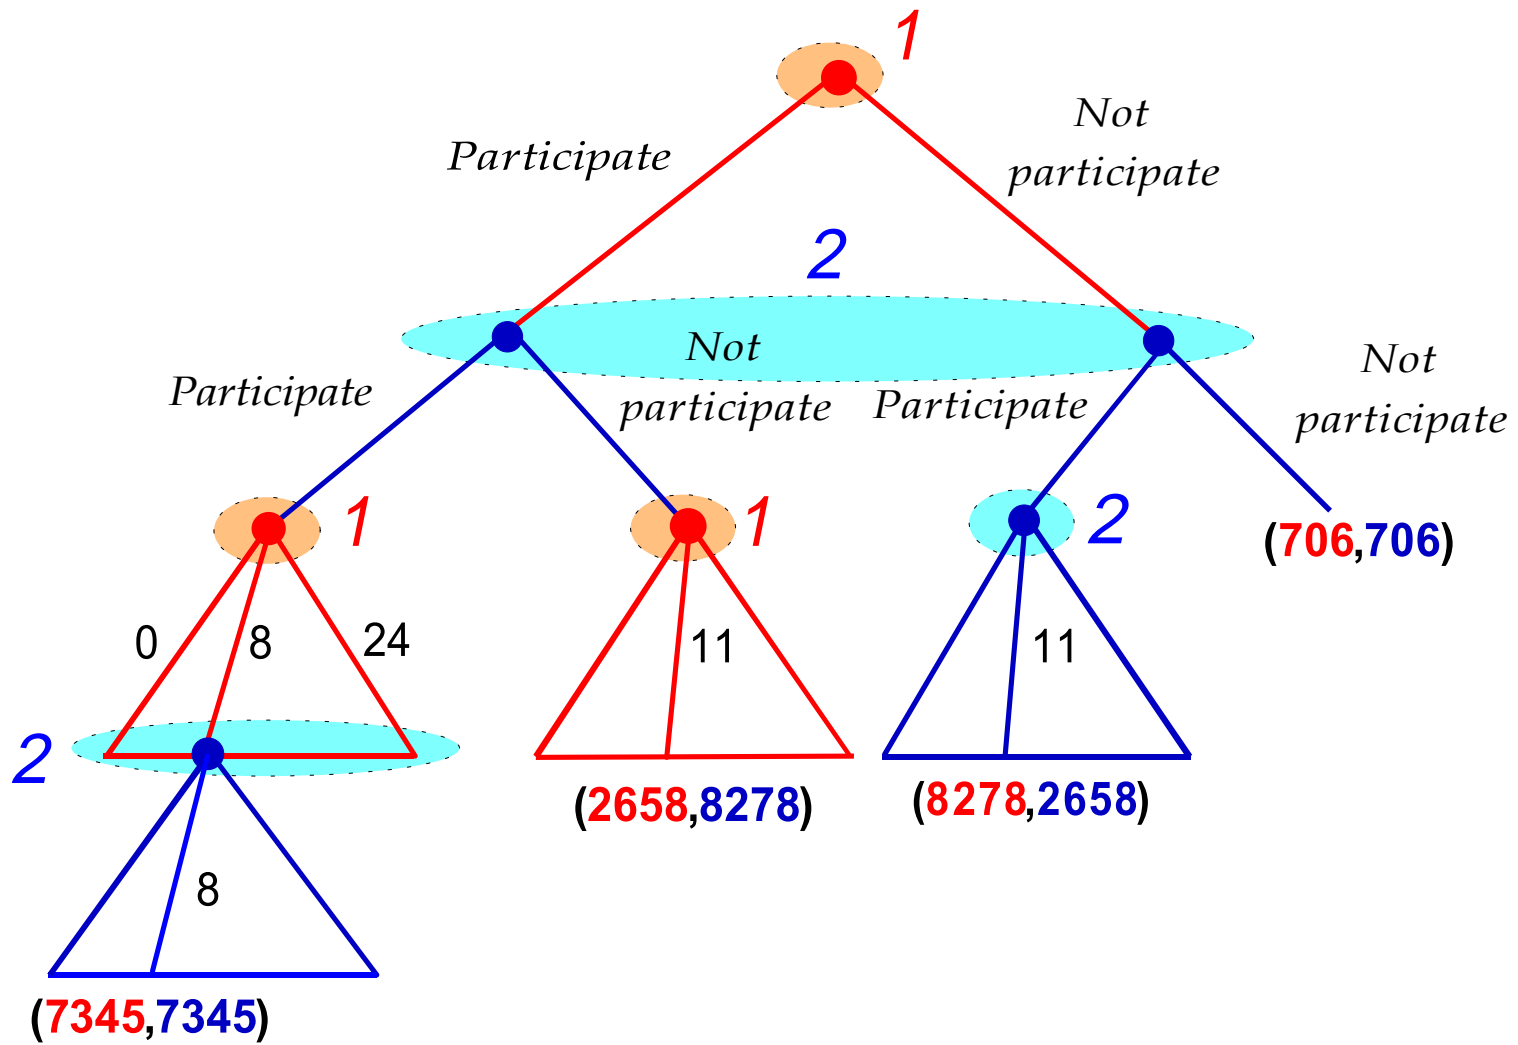 1
Not
participate
Participate
2
Not
participate
Participate
Participate
Not
participate
1
1
2
(706,706)
0
8
24
11
11
2
(2658,8278)
(8278,2658)
8
(7345,7345)